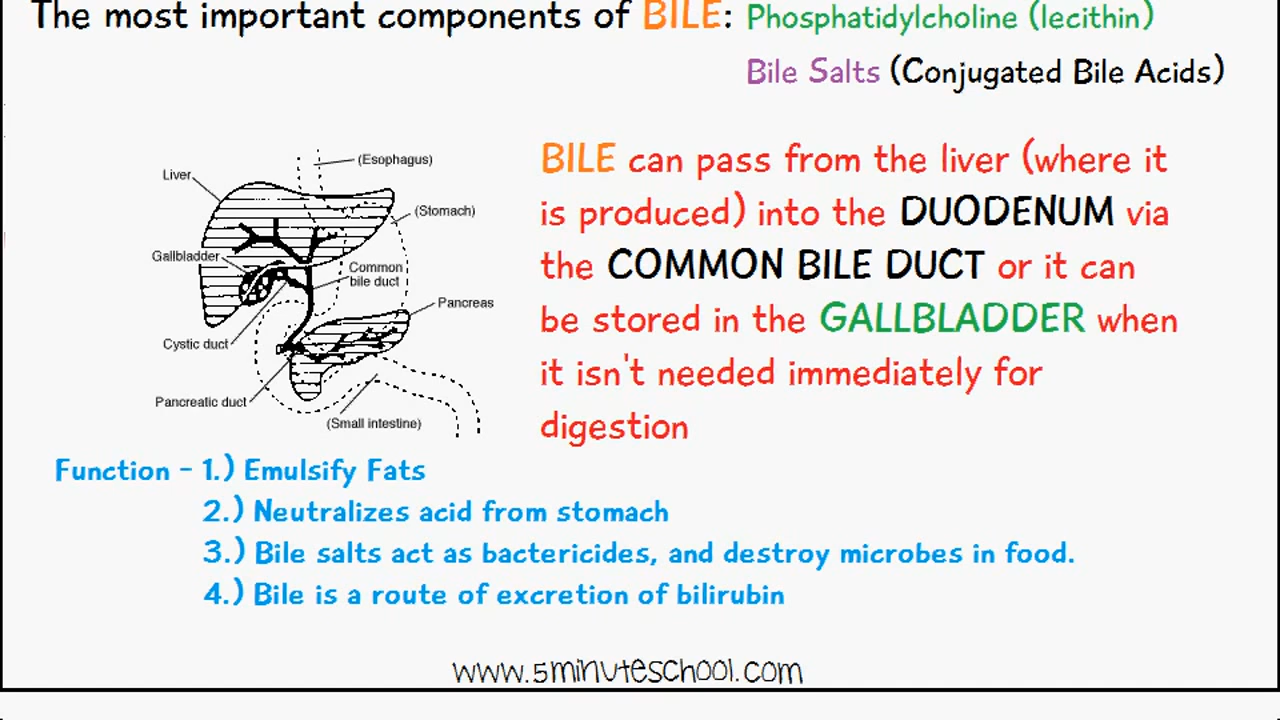 The most important components of BILE: Phosphatidylcholine (lecithin)
Bile Salts (Conjugated Bile Acids)
(Esophagus)
Liver
(Stomach)
Gallbladder
Common
bile duct
Pancreas
Cystic duct
Pancreatic duct
(Small intestine)
BILE can pass from the liver (where it
is produced) into the DUODENUM via
the COMMON BILE DUCT or it can
be stored in the GALLBLADDER when
it isn't needed immediately for
digestion
Function - 1.) Emulsify Fats
2.) Neutralizes acid from stomach
3.) Bile salts act as bactericides, and destroy microbes in food.
4.) Bile is a route of excretion of bilirubin
www.5minuteschool.com